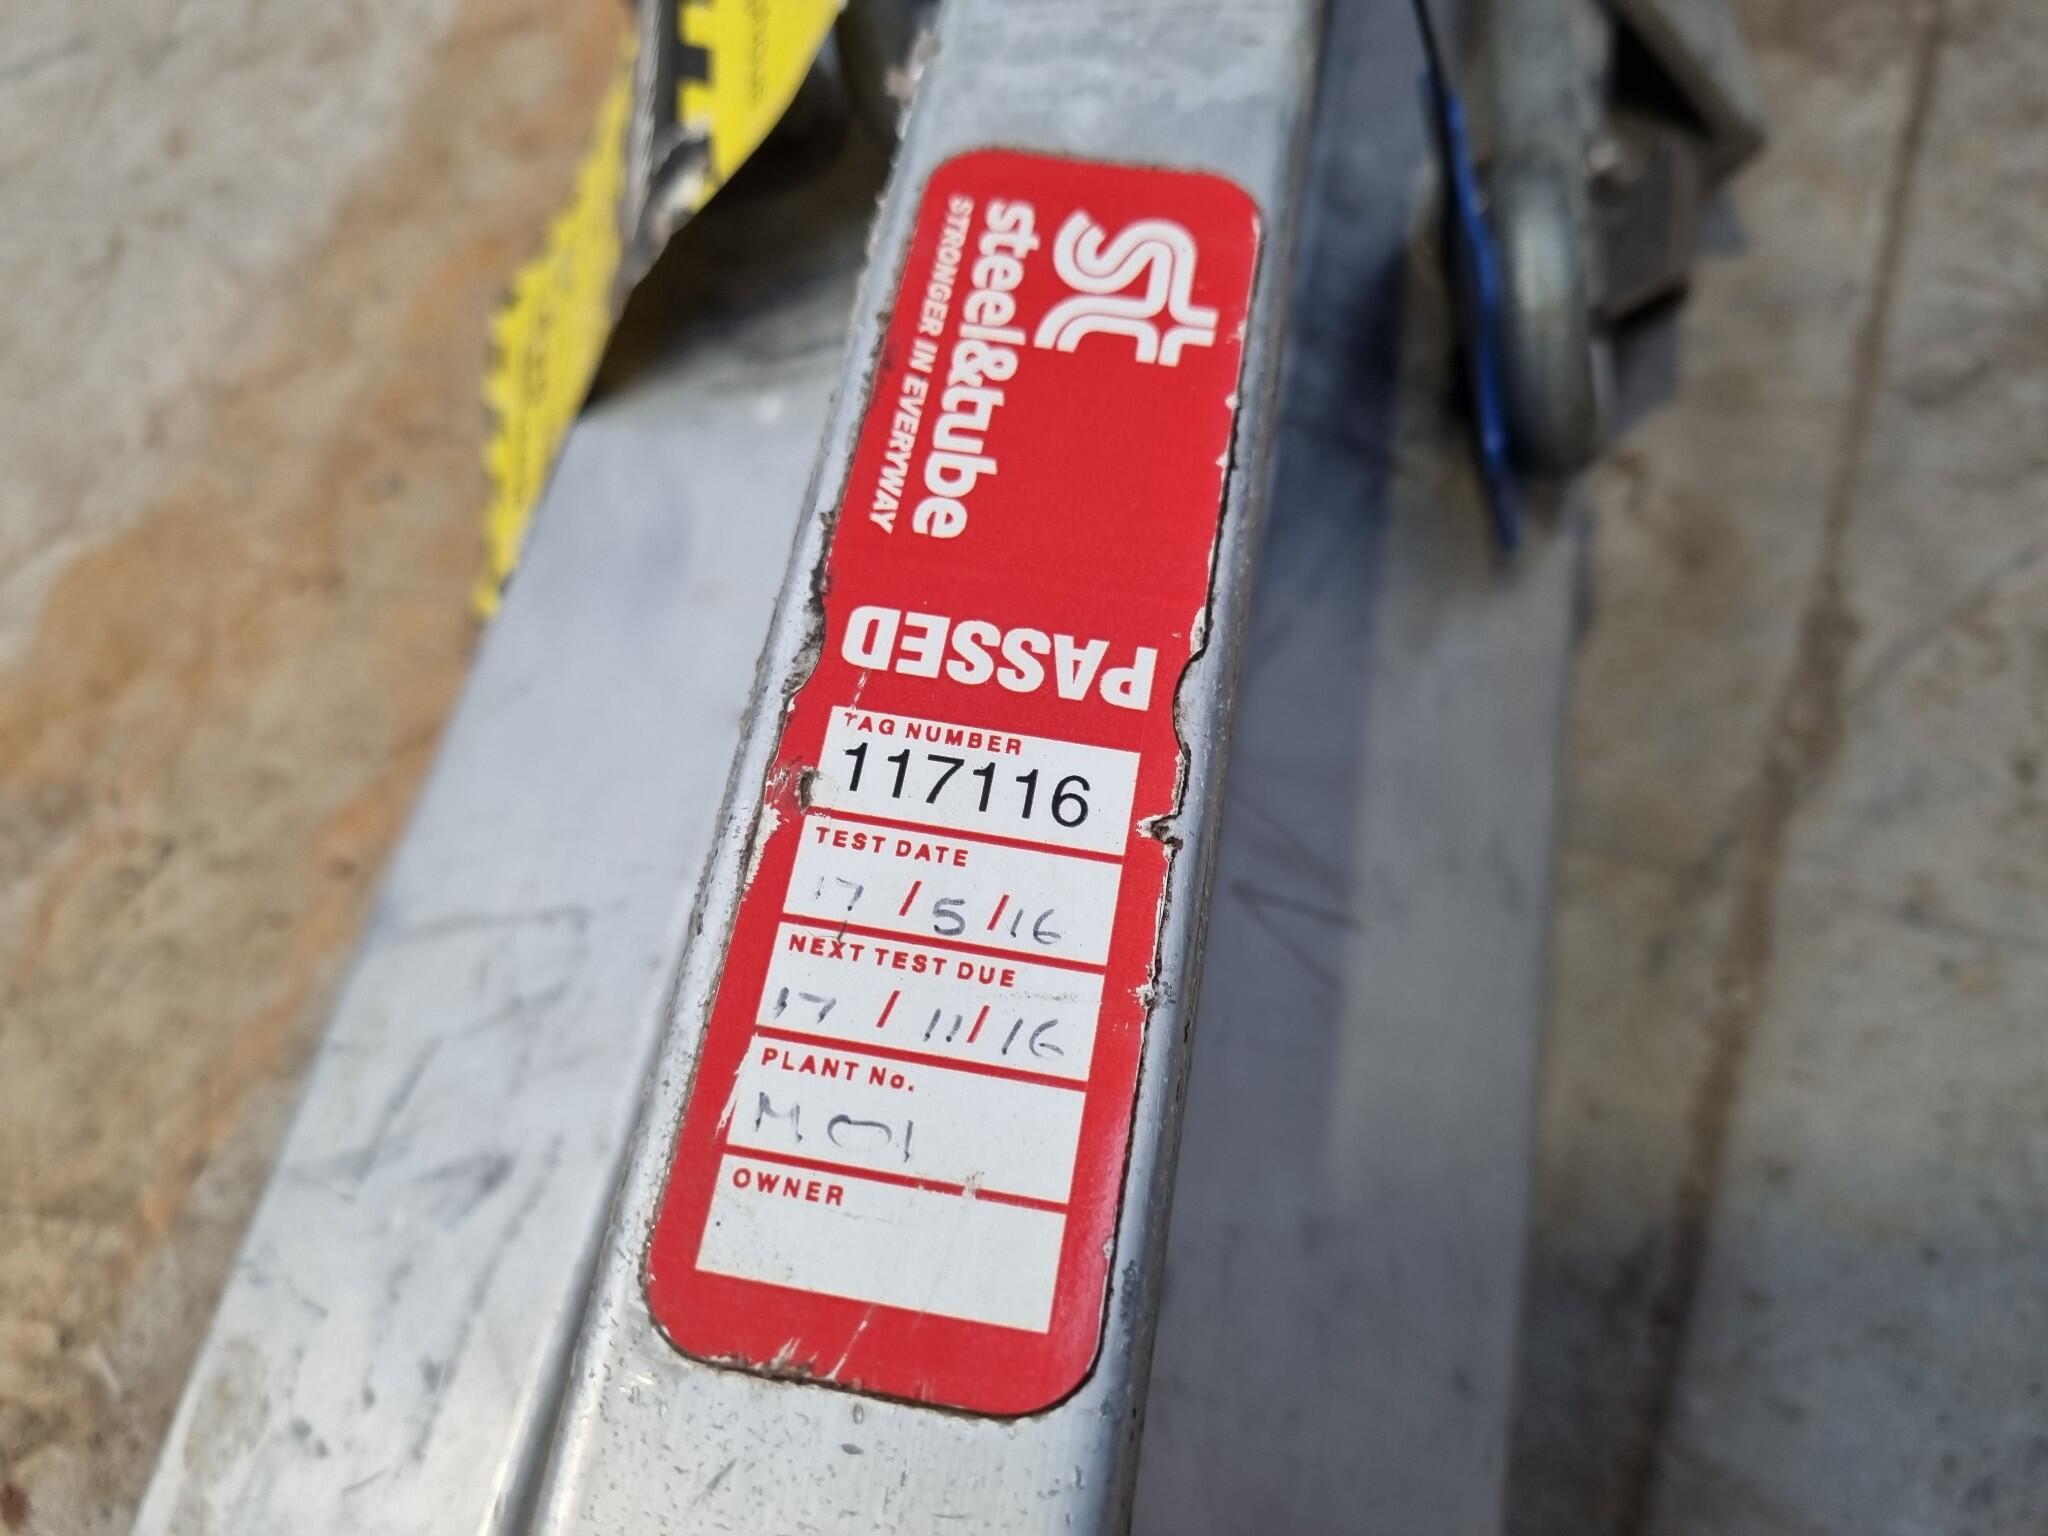 st
steel&tube
STRONGER IN EVERYWAY
PASSED
TAG NUMBER
117116
TEST DATE
17/5/16
NEXT TEST DUE
17/11/16
PLANT No.
M01
OWNER